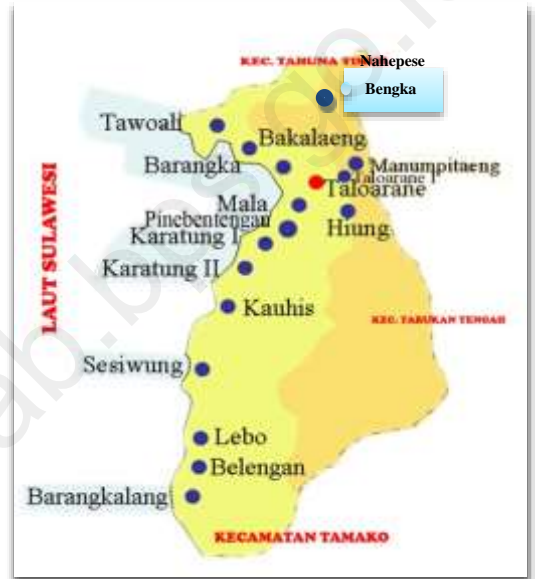 KEC. TAHUNA TIMUR
Nahepese
Bengka
Tawoali
Bakalaeng
Barangka
Manumpitaeng
Taloarane I
Taloarane
Mala
Pinebentengan
Hiung
Karatung I
Karatung II
LAUT SULAWESI
Kauhis
KEC. TABUKAN TENGAH
Sesiwung
Lebo
Belengan
Barangkalang
KECAMATAN TAMAKO